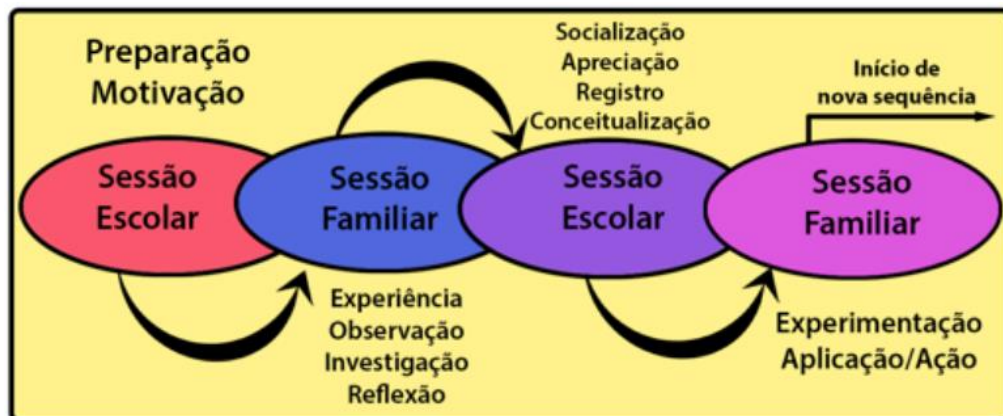 Preparação
Motivação
Sessão
Escolar
Sessão
Familiar
Experiência
Observação
Investigação
Reflexão
Socialização
Apreciação
Registro
Conceitualização
Sessão
Escolar
Início de
nova sequência
Sessão
Familiar
Experimentação
Aplicação/Ação